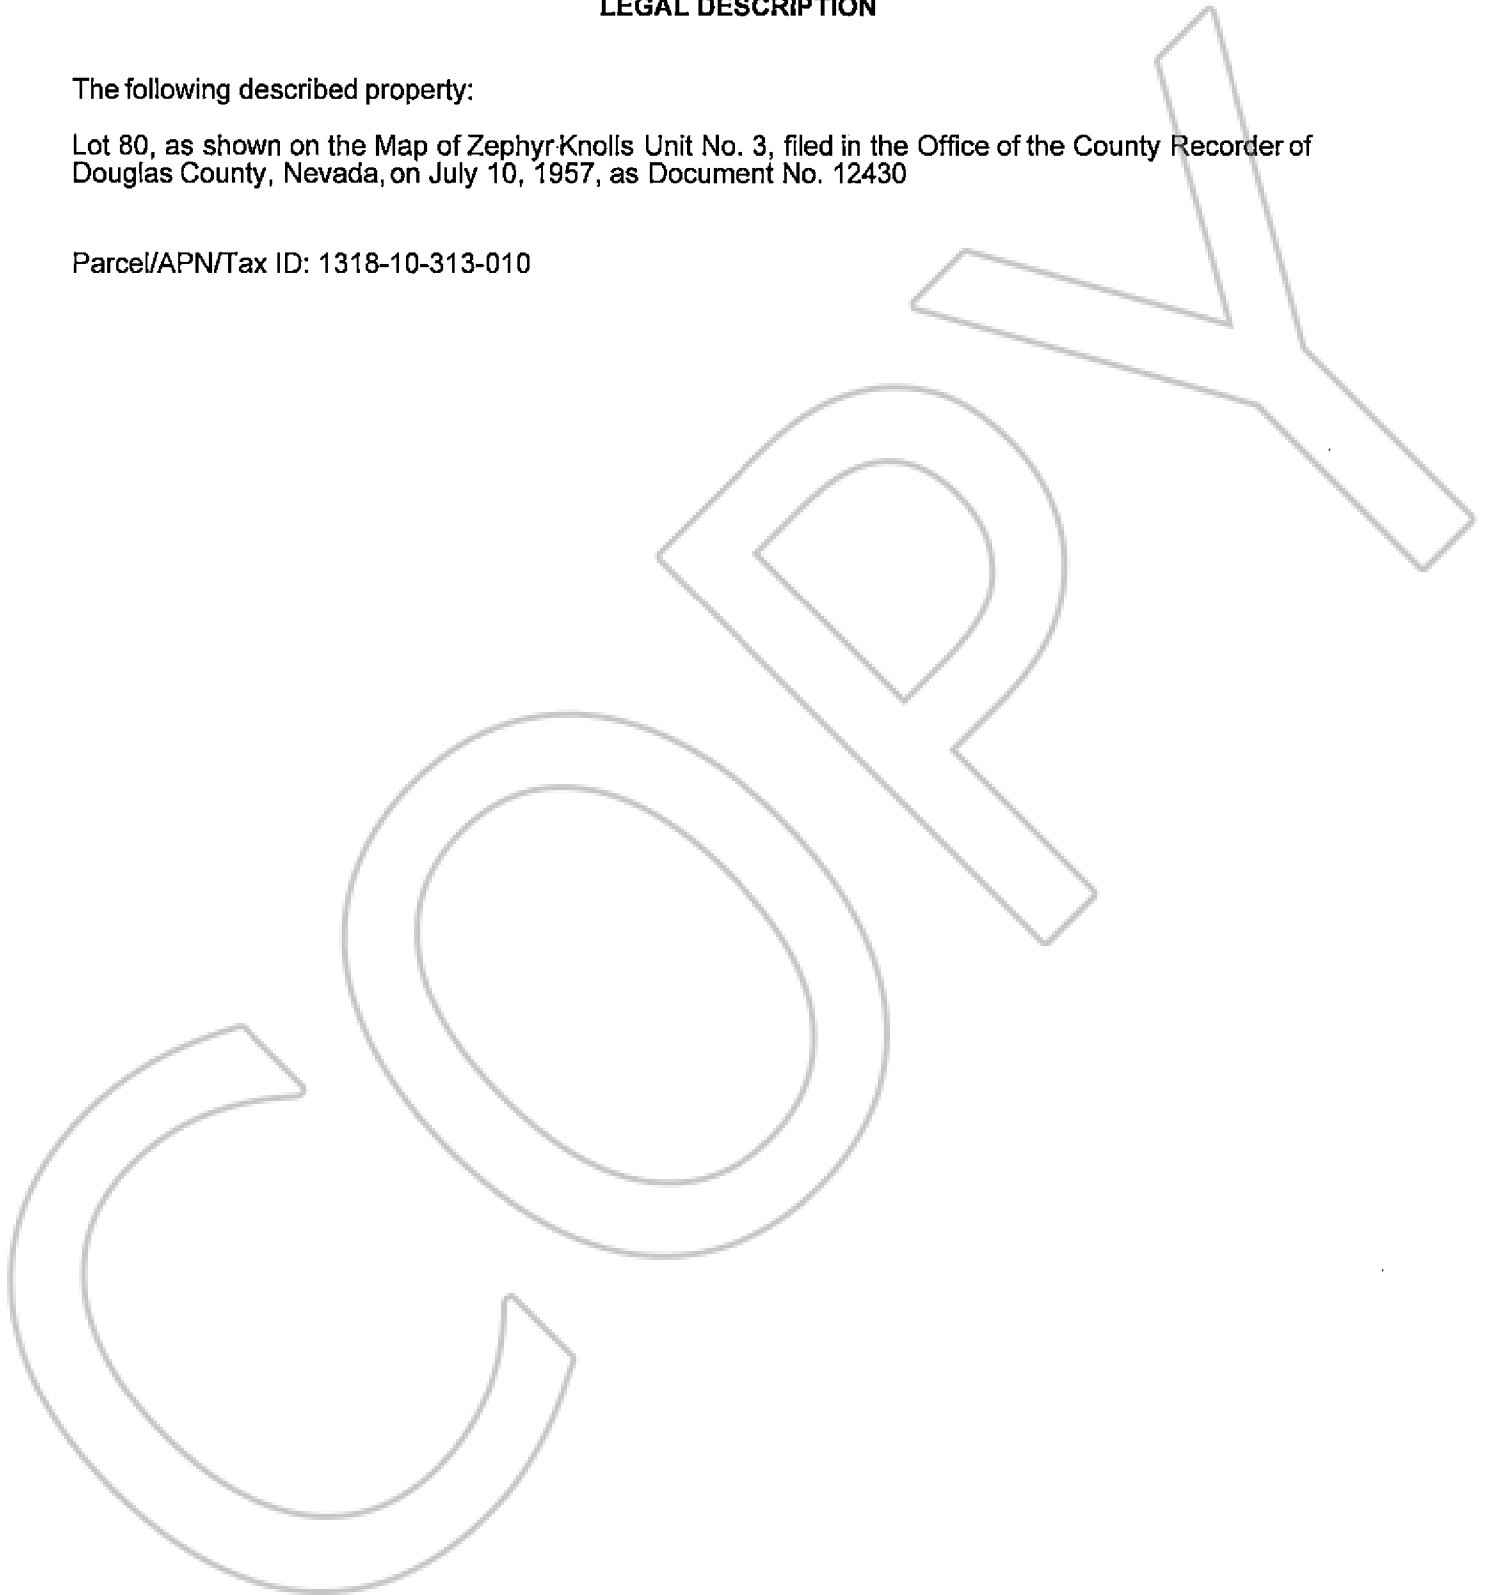 LEGAL DESCRIPTION
The following described property:
Lot 80, as shown on the Map of Zephyr Knolls Unit No. 3, filed in the Office of the County Recorder of
Douglas County, Nevada, on July 10, 1957, as Document No. 12430
Parcel/APN/Tax ID: 1318-10-313-010
COPY